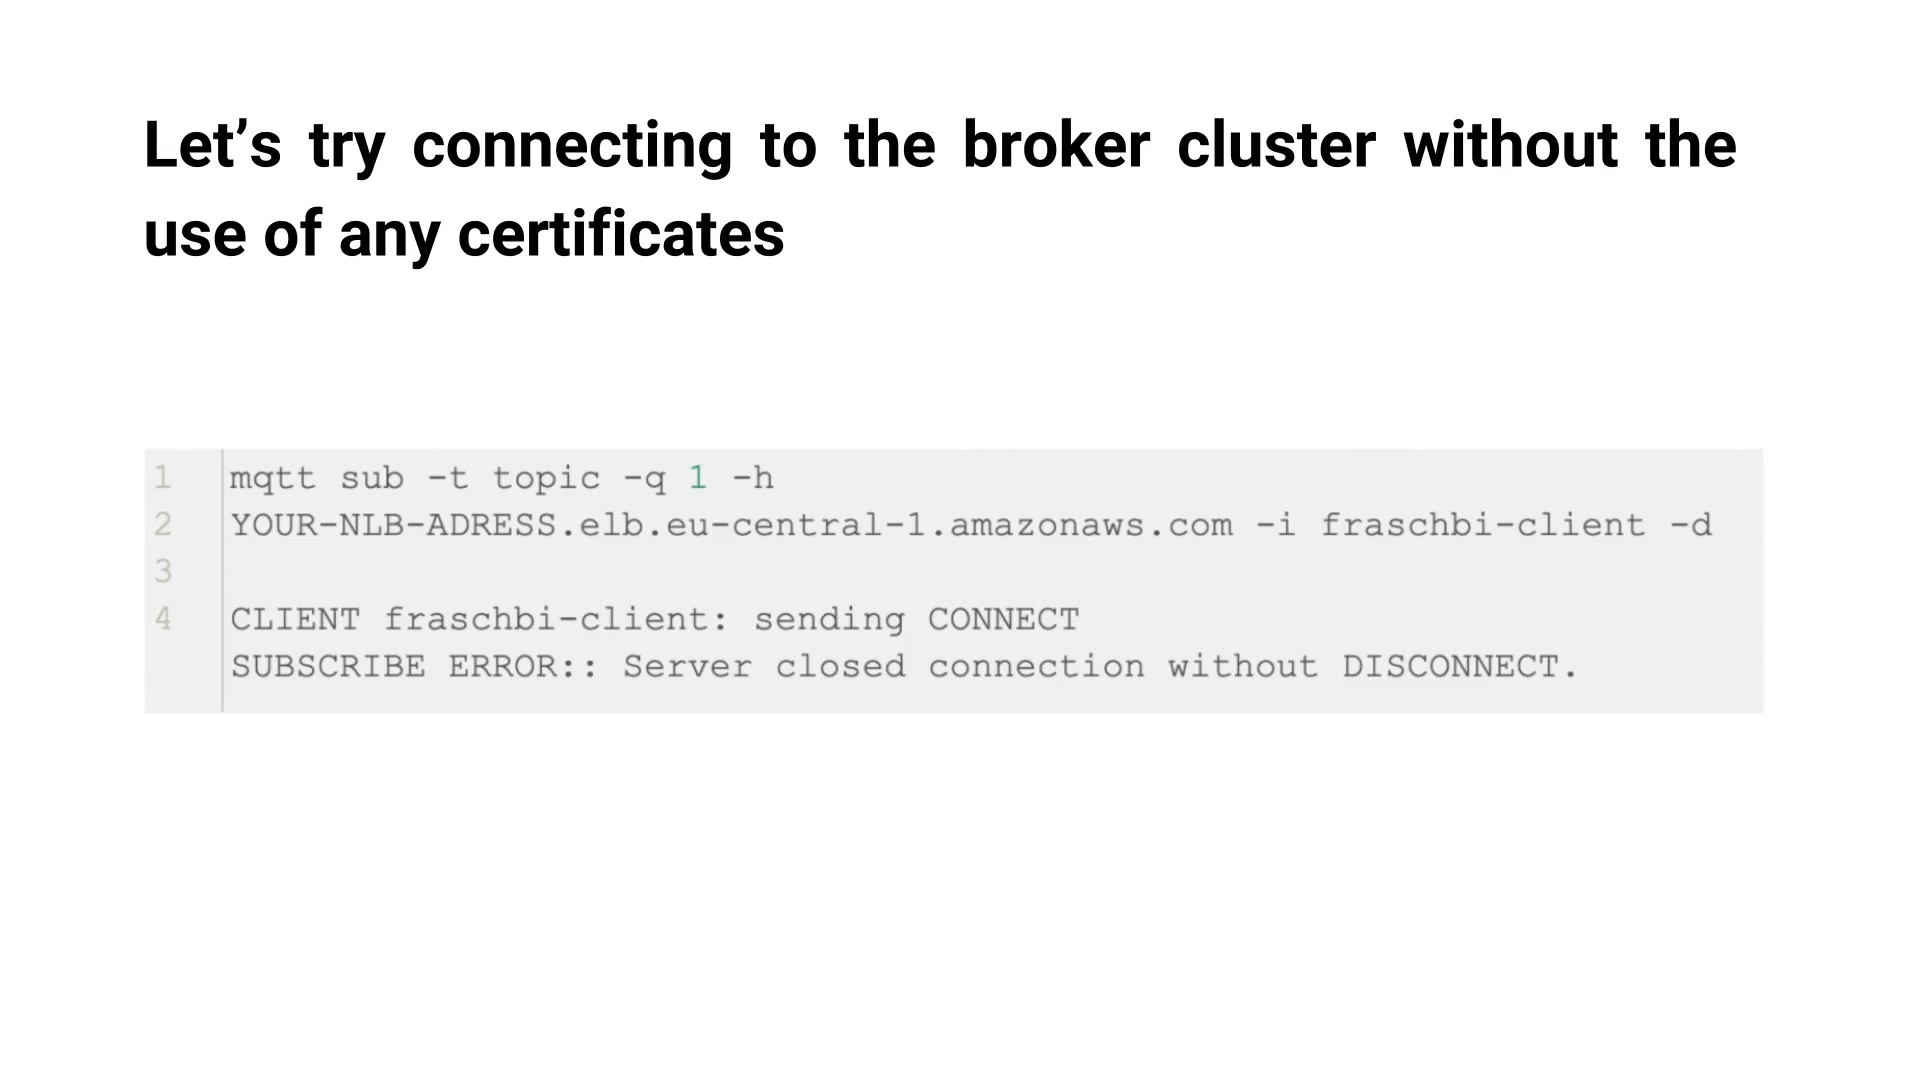 Let’s try connecting to the broker cluster without the
use of any certificates
1 mqtt sub -t topic -q 1 -h
2 YOUR-NLB-ADRESS.elb.eu-central-1.amazonaws.com -i fraschbi-client -d
3
4 CLIENT fraschbi-client: sending CONNECT
SUBSCRIBE ERROR:: Server closed connection without DISCONNECT.